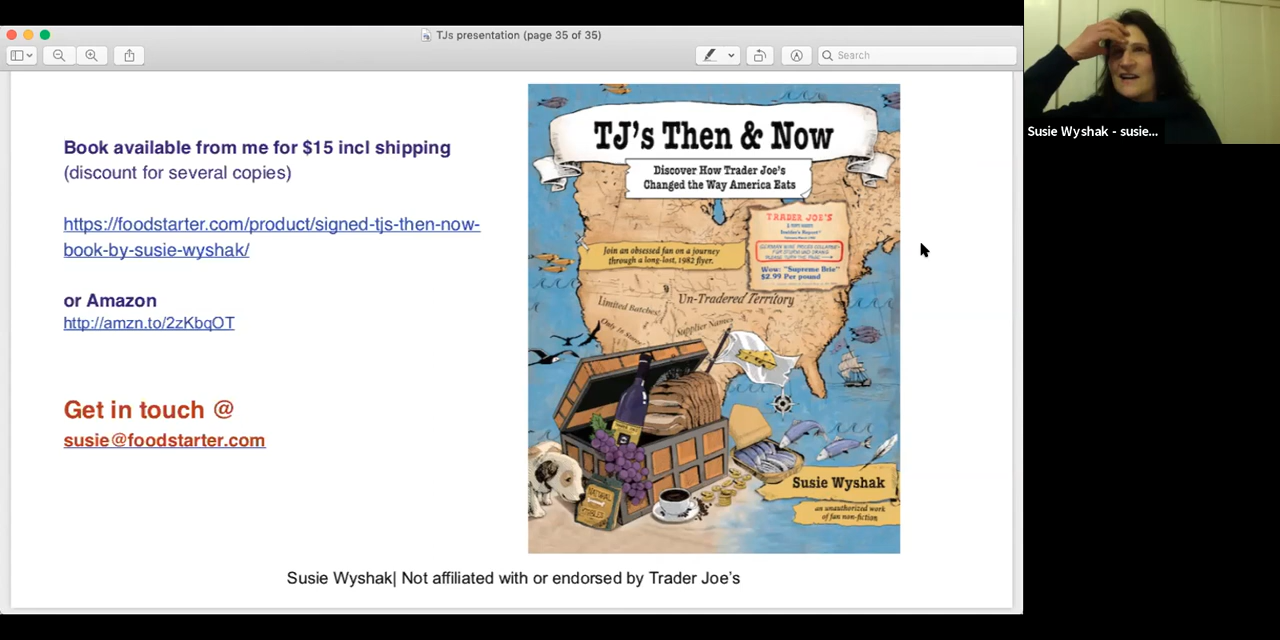 TJs presentation (page 35 of 35)
Search
Susie Wyshak - susie...
Book available from me for $15 incl shipping
(discount for several copies)
https://foodstarter.com/product/signed-tjs-then-now-
book-by-susie-wyshak/
or Amazon
http://amzn.to/2zKbqOT
Get in touch @
susie@foodstarter.com
TJ's Then & Now
Discover How Trader Joe's
Changed the Way America Eats
TRADER JOE'S
Insider's Report
Join an obsessed fan on a journey
through a long-lost, 1982 flyer.
Wow: "Supreme Brie"
$2.99 Per pound
Limited Batches!
Un-Tradered Territory
Supplier Names
NATURAL
Susie Wyshak
an unauthorized work
of fan non-fiction
Susie Wyshak| Not affiliated with or endorsed by Trader Joe's